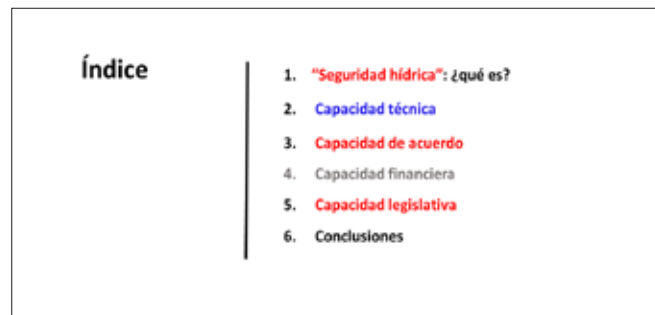 Índice
1. "Seguridad hídrica": ¿qué es?
2. Capacidad técnica
3. Capacidad de acuerdo
4. Capacidad financiera
5. Capacidad legislativa
6. Conclusiones